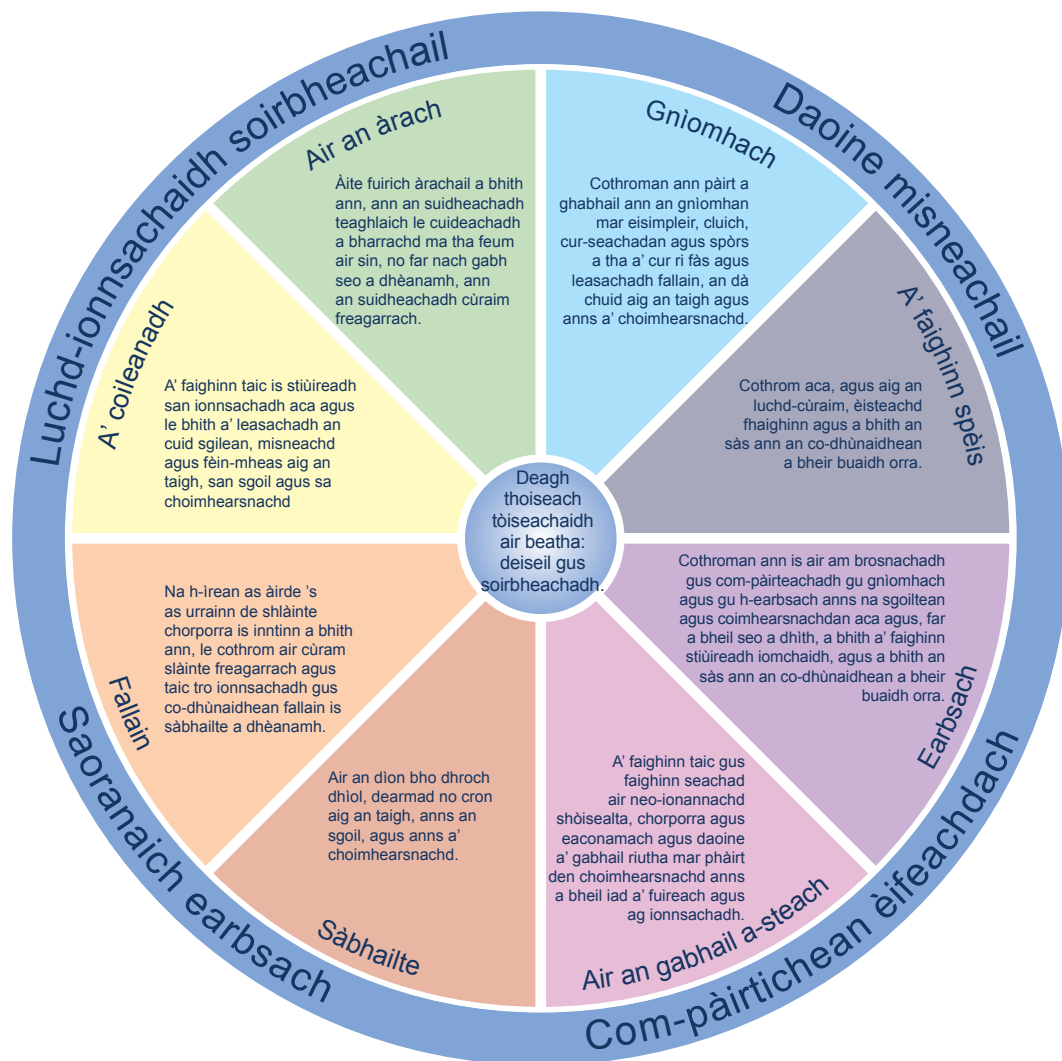 Luchd-ionnsachaidh soirbheachail
Daoine misneachail
Com-pàirtichean èifeachdach
Saoranaich earbsach
Air an àrach
Àite fuirich àrachail a bhith
ann, ann an suidheachadh
teaghlaich le cuideachadh
a bharrachd ma tha feum
air sin, no far nach gabh
seo a dhèanamh, ann
an suidheachadh cùraim
freagarrach.
Gnìomhach
Cothroman ann pàirt a
ghabhail ann an gnìomhan
mar eisimpleir, cluich,
cur-seachadan agus spòrs
a tha a' cur ri fàs agus
leasachadh fallain, an dà
chuid aig an taigh agus
anns a' choimhearsnachd.
A' faighinn spèis
Cothrom aca, agus aig an
luchd-cùraim, èisteachd
fhaighinn agus a bhith an
sàs ann an co-dhùnaidhean
a bheir buaidh orra.
Earbsach
Cothroman ann is air am brosnachadh
gus com-pàirteachadh gu gnìomhach
agus gu h-earbsach anns na sgoiltean
agus coimhearsnachdan aca agus, far
a bheil seo a dhìth, a bhith a' faighinn
stiùireadh iomchaidh, agus a bhith an
sàs ann an co-dhùnaidhean a bheir
buaidh orra.
Air an gabhail a-steach
A' faighinn taic gus
faighinn seachad
air neo-ionannachd
shòisealta, chorporra agus
eaconamach agus daoine
a' gabhail riutha mar phàirt
den choimhearsnachd anns
a bheil iad a' fuireach agus
ag ionnsachadh.
Sàbhailte
Air an dìon bho dhroch
dhìol, dearmad no cron
aig an taigh, anns an
sgoil, agus anns a'
choimhearsnachd.
Fallain
Na h-ìrean as àirde 's
as urrainn de shlàinte
chorporra is inntinn a bhith
ann, le cothrom air cùram
slàinte freagarrach agus
taic tro ionnsachadh gus
co-dhùnaidhean fallain is
sàbhailte a dhèanamh.
A' coileanadh
A' faighinn taic is stiùireadh
san ionnsachadh aca agus
le bhith a' leasachadh an
cuid sgilean, misneachd
agus fèin-mheas aig an
taigh, san sgoil agus sa
choimhearsnachd
Deagh
thoiseach
tòiseachaidh
air beatha:
deiseil gus
soirbheachadh.